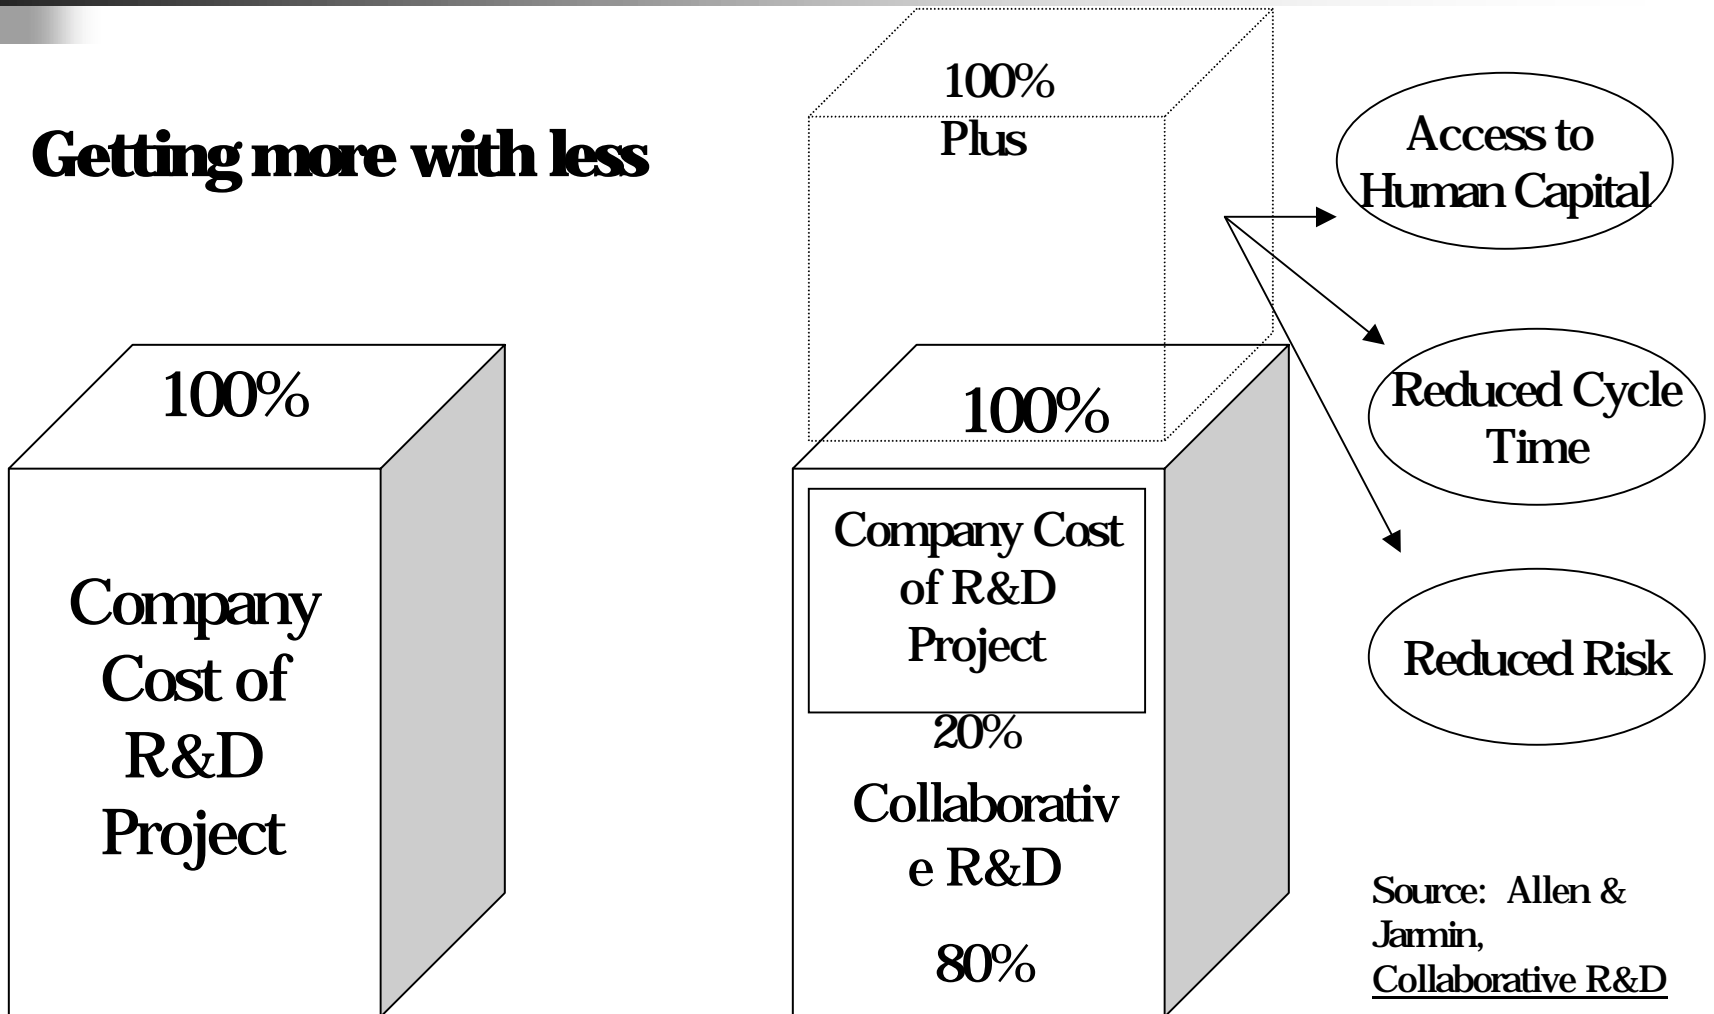 Getting more with less
100%
Company
Cost of
R&D
Project
100%
Plus
100%
Company Cost
of R&D
Project
20%
Collaborativ
e R&D
80%
Access to
Human Capital
Reduced Cycle
Time
Reduced Risk
Source: Allen &
Jarmin,
Collaborative R&D